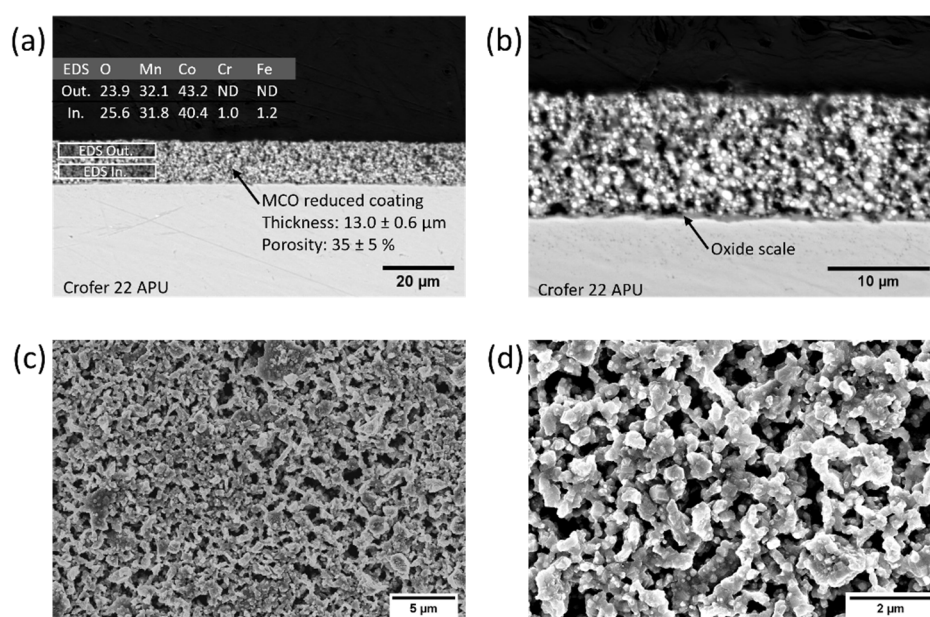 (a)
EDS O Mn Co Cr Fe
Out. 23.9 32.1 43.2 ND ND
In. 25.6 31.8 40.4 1.0 1.2
EDS Out.
EDS In.
MCO reduced coating
Thickness: 13.0 ± 0.6 µm
Porosity: 35 ± 5 %
20 µm
Crofer 22 APU
(b)
Oxide scale
10 µm
Crofer 22 APU
(c)
5 µm
(d)
2 µm